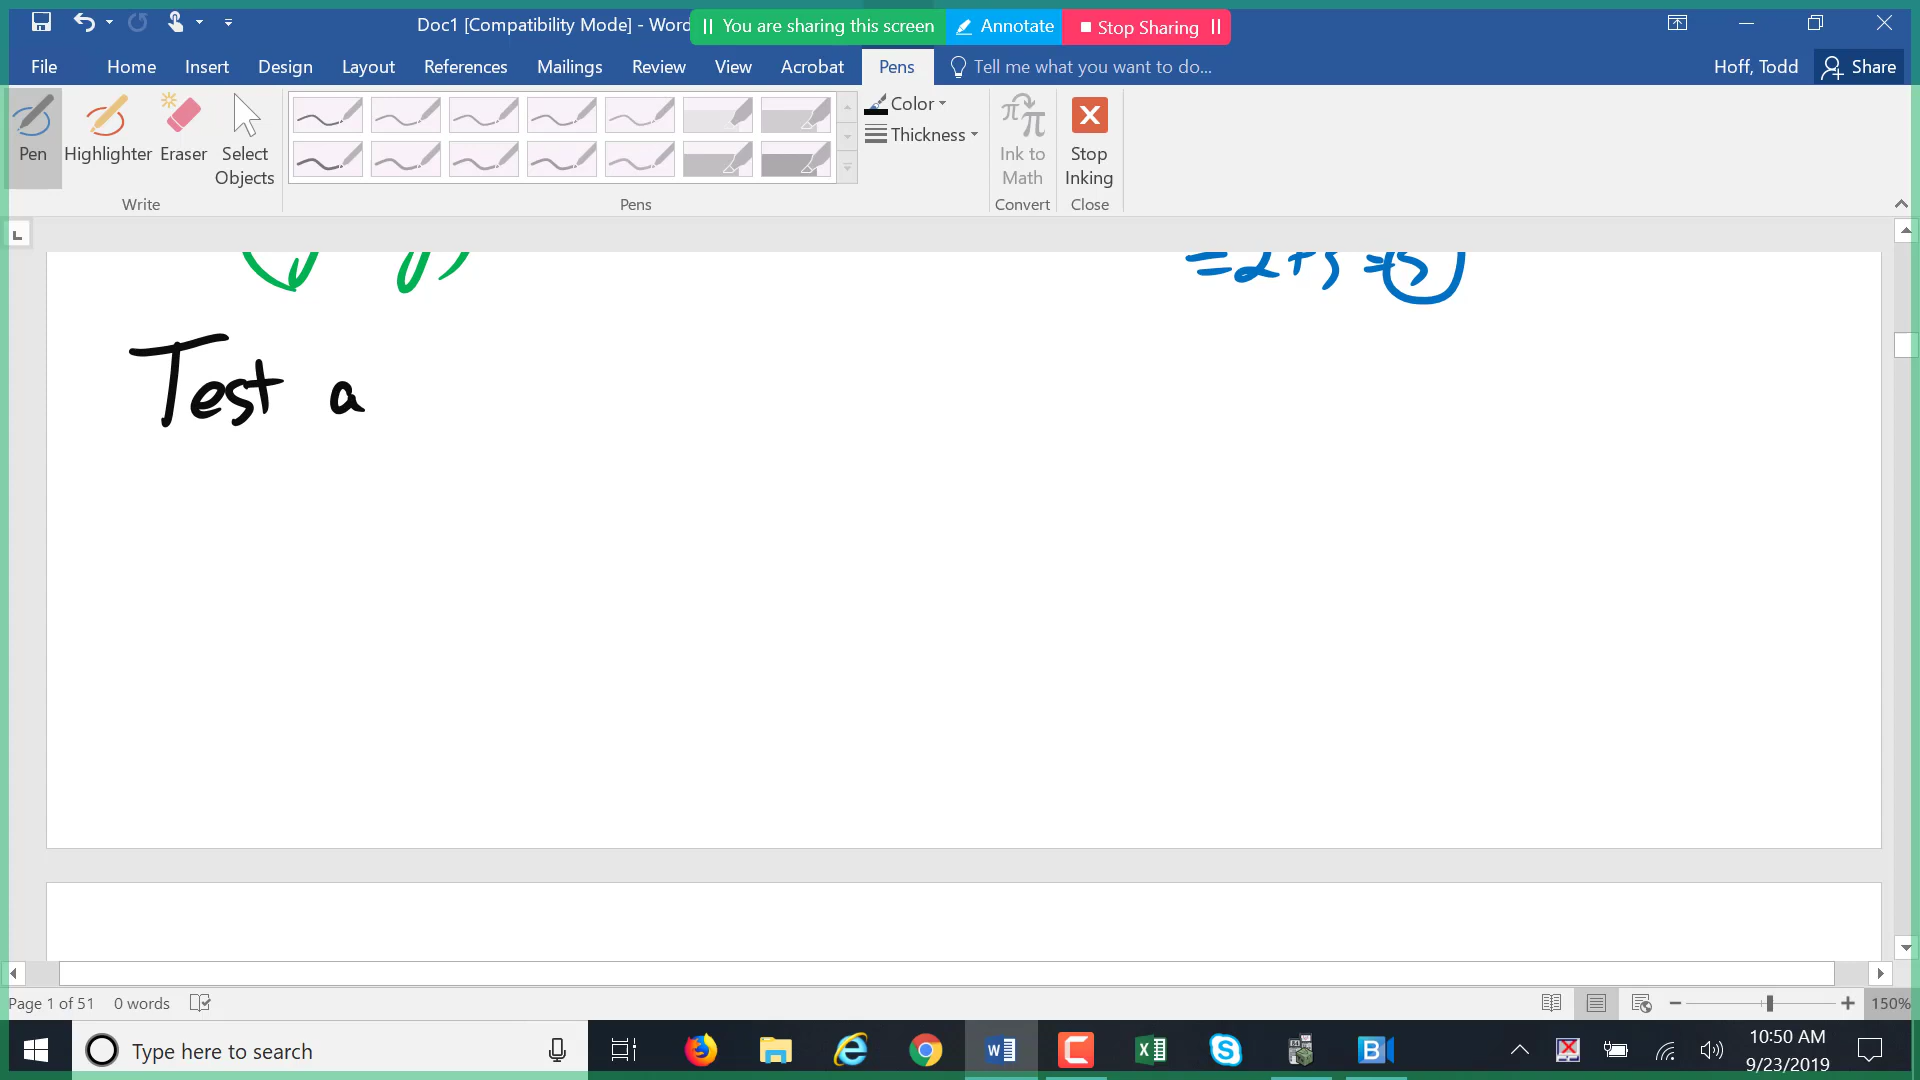 Doc1 [Compatibility Mode] - Word
You are sharing this screen
Annotate
Stop Sharing
File Home Insert Design Layout References Mailings Review View Acrobat Pens Tell me what you want to do... Hoff, Todd Share
Pen Highlighter Eraser Select Objects
Color
Thickness
Ink to Math
Stop Inking
Write Pens Convert Close
=2+3 =5
Test a
Page 1 of 51 0 words 150%
Type here to search
10:50 AM
9/23/2019